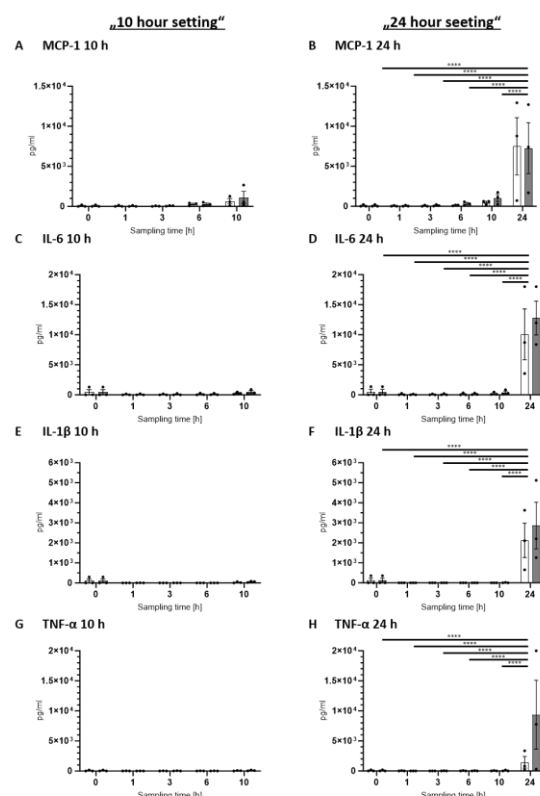 „10 hour setting“ „24 hour seeting“
A MCP-1 10 h
1.5×10⁴
1×10⁴
5×10³
0
pg/ml
0 1 3 6 10
Sampling time [h]
B MCP-1 24 h
****
****
****
****
****
1.5×10⁴
1×10⁴
5×10³
0
pg/ml
0 1 3 6 10 24
Sampling time [h]
C IL-6 10 h
2×10⁴
1.5×10⁴
1×10⁴
5×10³
0
pg/ml
0 1 3 6 10
Sampling time [h]
D IL-6 24 h
****
****
****
****
****
2×10⁴
1.5×10⁴
1×10⁴
5×10³
0
pg/ml
0 1 3 6 10 24
Sampling time [h]
E IL-1β 10 h
6×10³
5×10³
4×10³
3×10³
2×10³
1×10³
0
pg/ml
0 1 3 6 10
Sampling time [h]
F IL-1β 24 h
****
****
****
****
****
6×10³
5×10³
4×10³
3×10³
2×10³
1×10³
0
pg/ml
0 1 3 6 10 24
Sampling time [h]
G TNF-α 10 h
2×10⁴
1.5×10⁴
1×10⁴
5×10³
0
pg/ml
0 1 3 6 10
Sampling time [h]
H TNF-α 24 h
****
****
****
****
****
2×10⁴
1.5×10⁴
1×10⁴
5×10³
0
pg/ml
0 1 3 6 10 24
Sampling time [h]